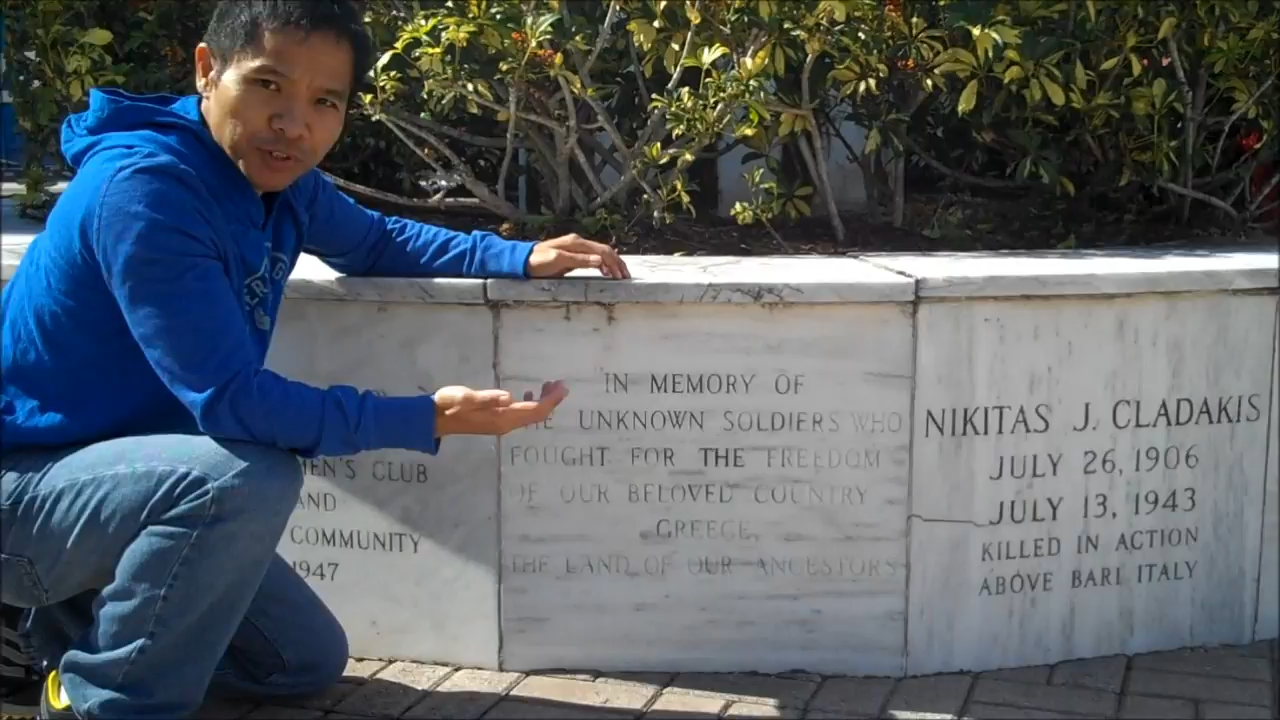 MEN'S CLUB
AND
COMMUNITY
1947
IN MEMORY OF
UNKNOWN SOLDIERS WHO
FOUGHT FOR THE FREEDOM
OF OUR BELOVED COUNTRY
GREECE,
THE LAND OF OUR ANCESTORS
NIKITAS J. CLADAKIS
JULY 26, 1906
JULY 13, 1943
KILLED IN ACTION
ABOVE BARI ITALY